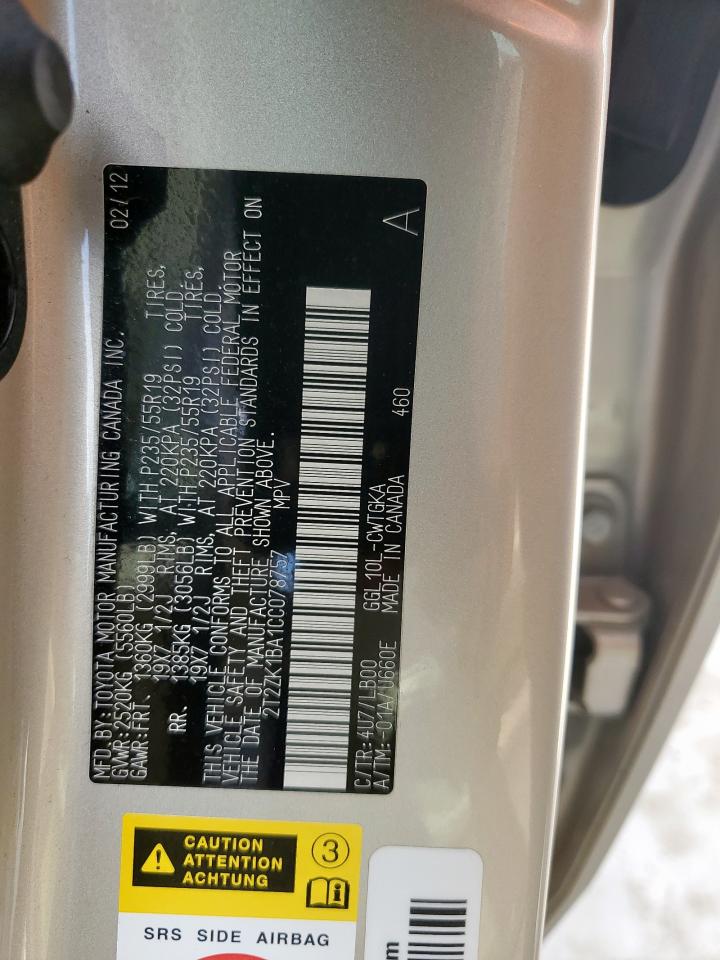 MFD.BY:TOYOTA MOTOR MANUFACTURING CANADA INC. 02/12
GVWR:2520KG (5560LB)
GAWR:FRT. 1360KG (2999LB) WITH P235/55R19 TIRES,
19X7 1/2J RIMS, AT 220KPA (32PSI) COLD.
RR. 1385KG (3056LB) WITH P235/55R19 TIRES,
19X7 1/2J RIMS, AT 220KPA (32PSI) COLD.
THIS VEHICLE CONFORMS TO ALL APPLICABLE FEDERAL MOTOR
VEHICLE SAFETY AND THEFT PREVENTION STANDARDS IN EFFECT ON
THE DATE OF MANUFACTURE SHOWN ABOVE.
2T2ZK1BA1CC078757 MPV
C/TR:4U7/LB00 GGL10L-CWTGKA 460 A
A/TM:-01A/U660E MADE IN CANADA
CAUTION
ATTENTION
ACHTUNG
3
i
SRS SIDE AIRBAG